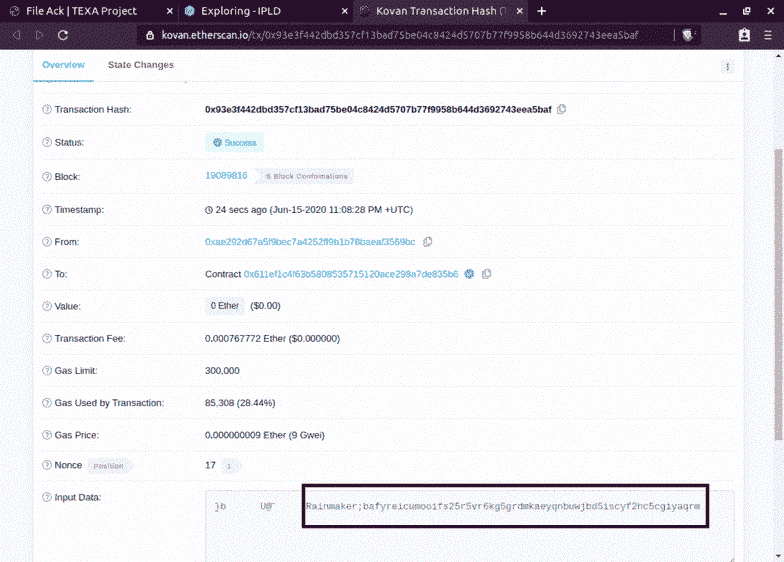 File Ack | TEXA Project
Exploring - IPLD
Kovan Transaction Hash (T
kovan.etherscan.io/tx/0x93e3f442dbd357cf13bad75be04c8424d5707b77f9958b644d3692743eea5baf
Overview
State Changes
Transaction Hash: 0x93e3f442dbd357cf13bad75be04c8424d5707b77f9958b644d3692743eea5baf
Status: Success
Block: 19089816 6 Block Confirmations
Timestamp: 24 secs ago (Jun-15-2020 11:08:28 PM +UTC)
From: 0xae292d67a5f9bec7a4252ff9b1b78baeaf3569bc
To: Contract 0x611ef1c4f63b5808535715120ace298a7de835b6
Value: 0 Ether ($0.00)
Transaction Fee: 0.000767772 Ether ($0.000000)
Gas Limit: 300,000
Gas Used by Transaction: 85,308 (28.44%)
Gas Price: 0.000000009 Ether (9 Gwei)
Nonce Position 17 1
Input Data:
}b U@ Rainmaker;bafyreicumooifs25r5vr6kg5grdmkaeyqnbuwjbd5iscyf2hc5cgiyaqrm